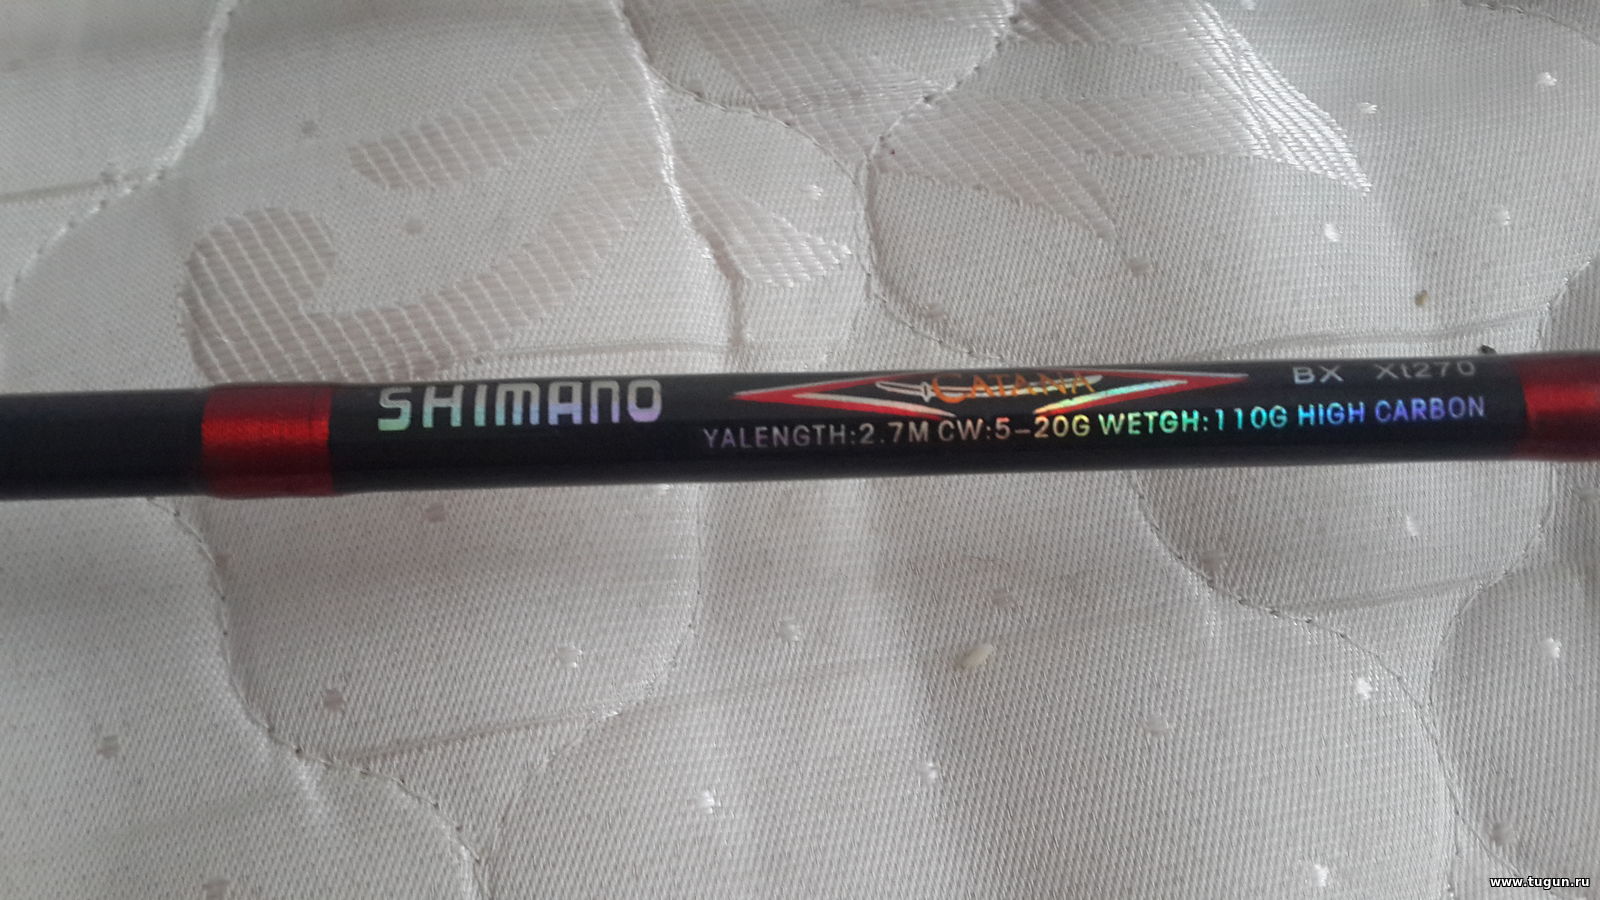 SHIMANO
CATANA
BX Xt270
YALENGTH:2.7M CW:5-20G WETGH:110G HIGH CARBON
www.tugun.ru